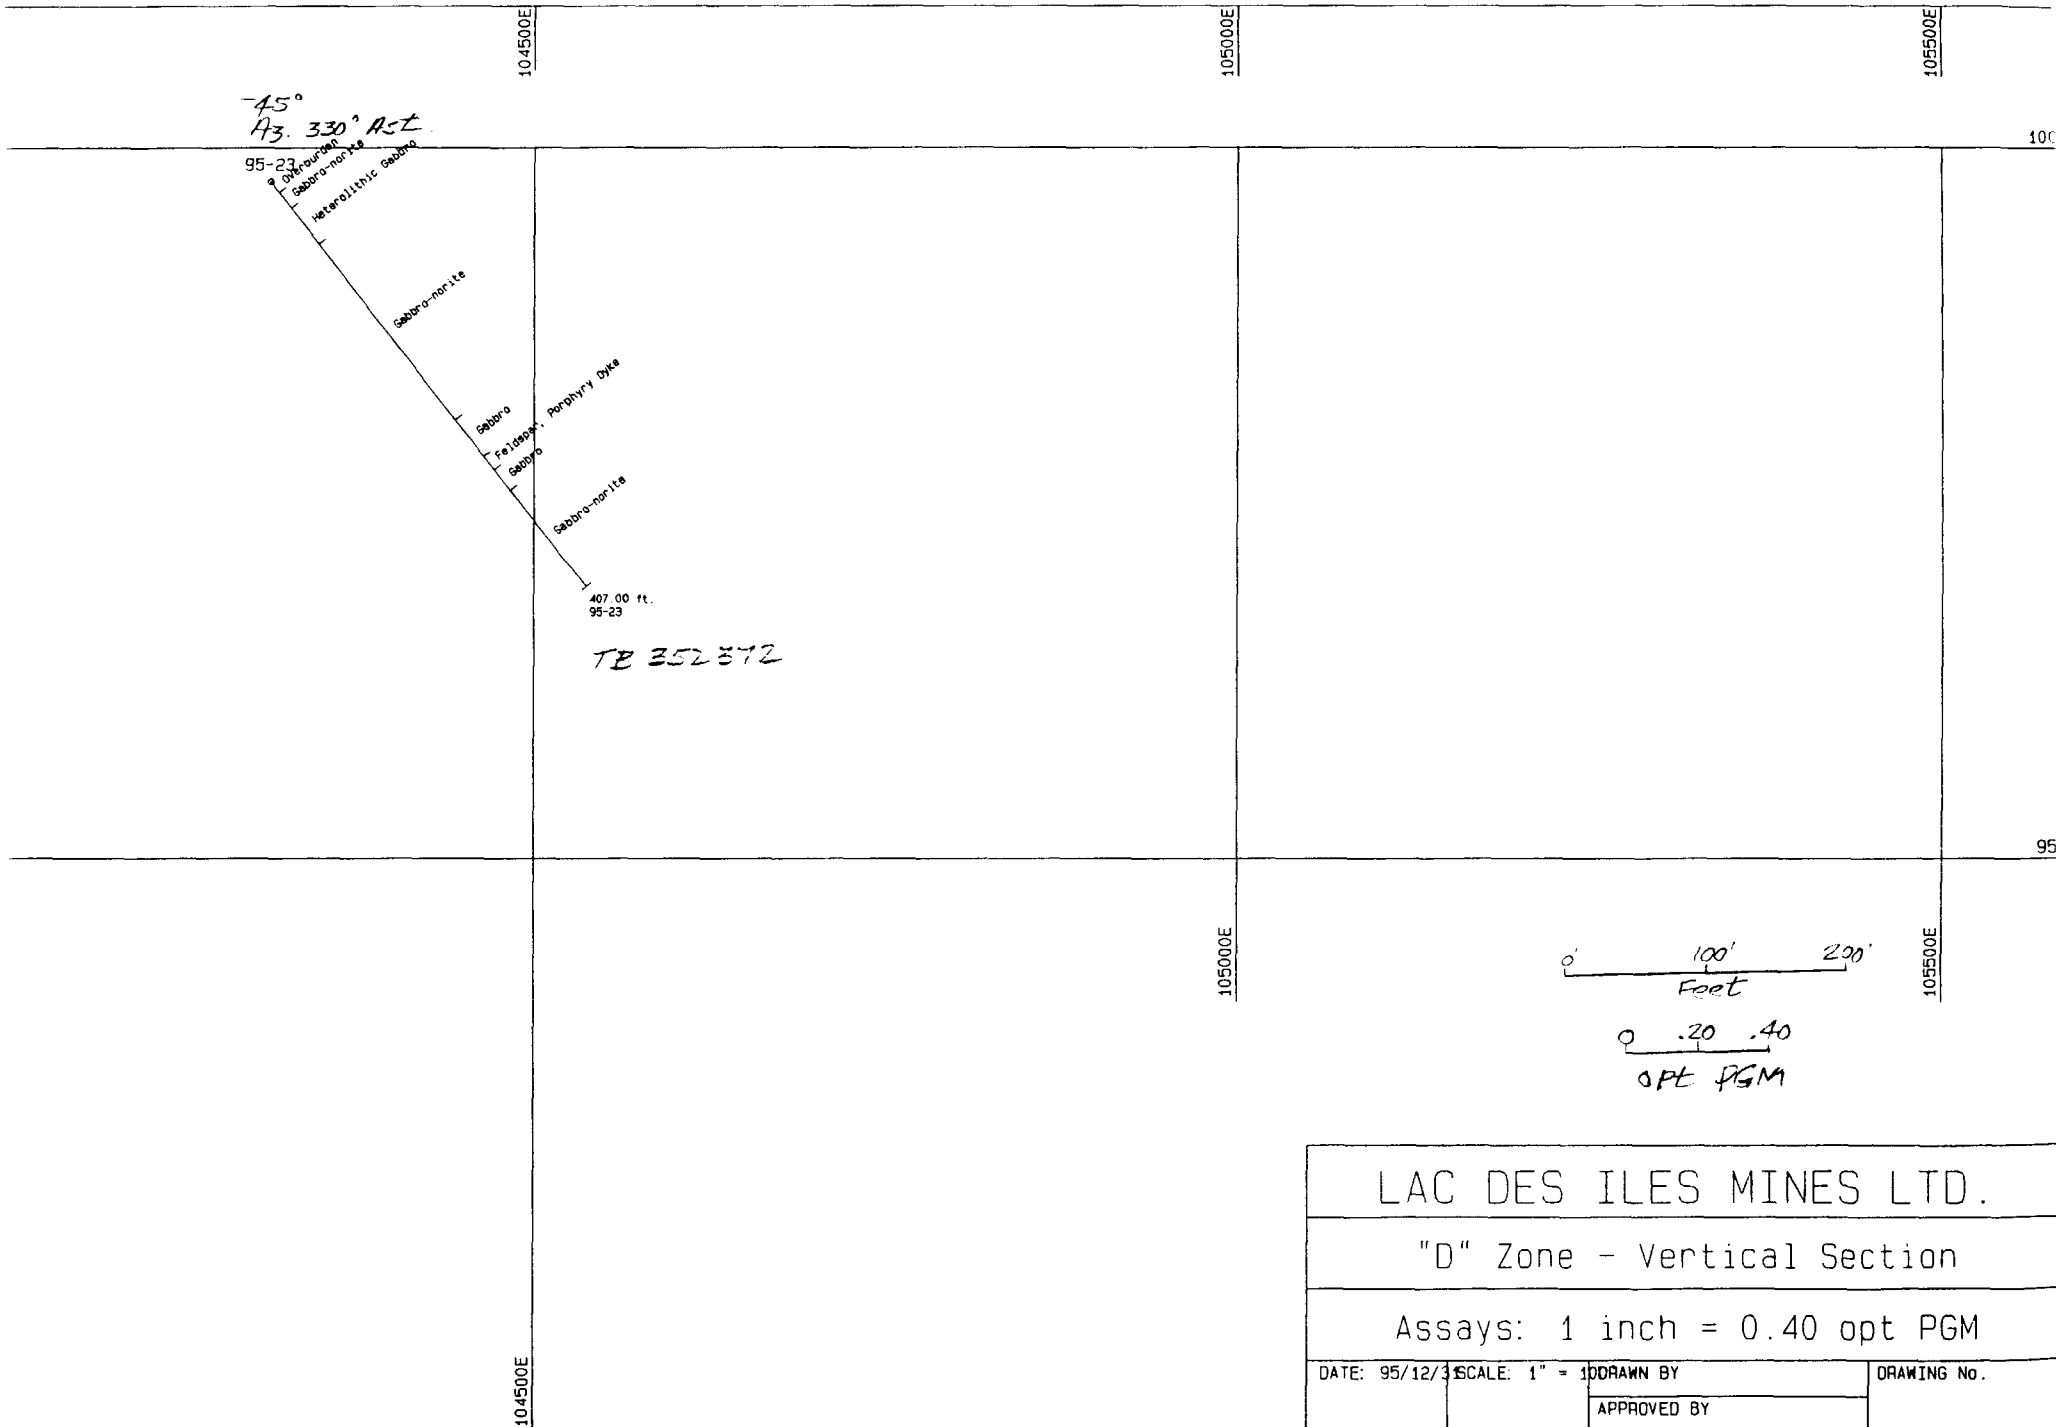 104500E
105000E
105500E
-45°
Az. 330° Ast
95-23
Overburden
Gabbro-norite
Heterolithic Gabbro
Gabbro-norite
Gabbro
Feldspar, Porphyry Dyke
Gabbro
Gabbro-norite
407.00 ft.
95-23
100
95
105000E
105500E
104500E
0' 100' 200'
Feet
0 .20 .40
opt PGM
LAC DES ILES MINES LTD.
"D" Zone - Vertical Section
Assays: 1 inch = 0.40 opt PGM
DATE: 95/12/31 SCALE: 1" = 100 DRAWN BY
DRAWING No.
APPROVED BY